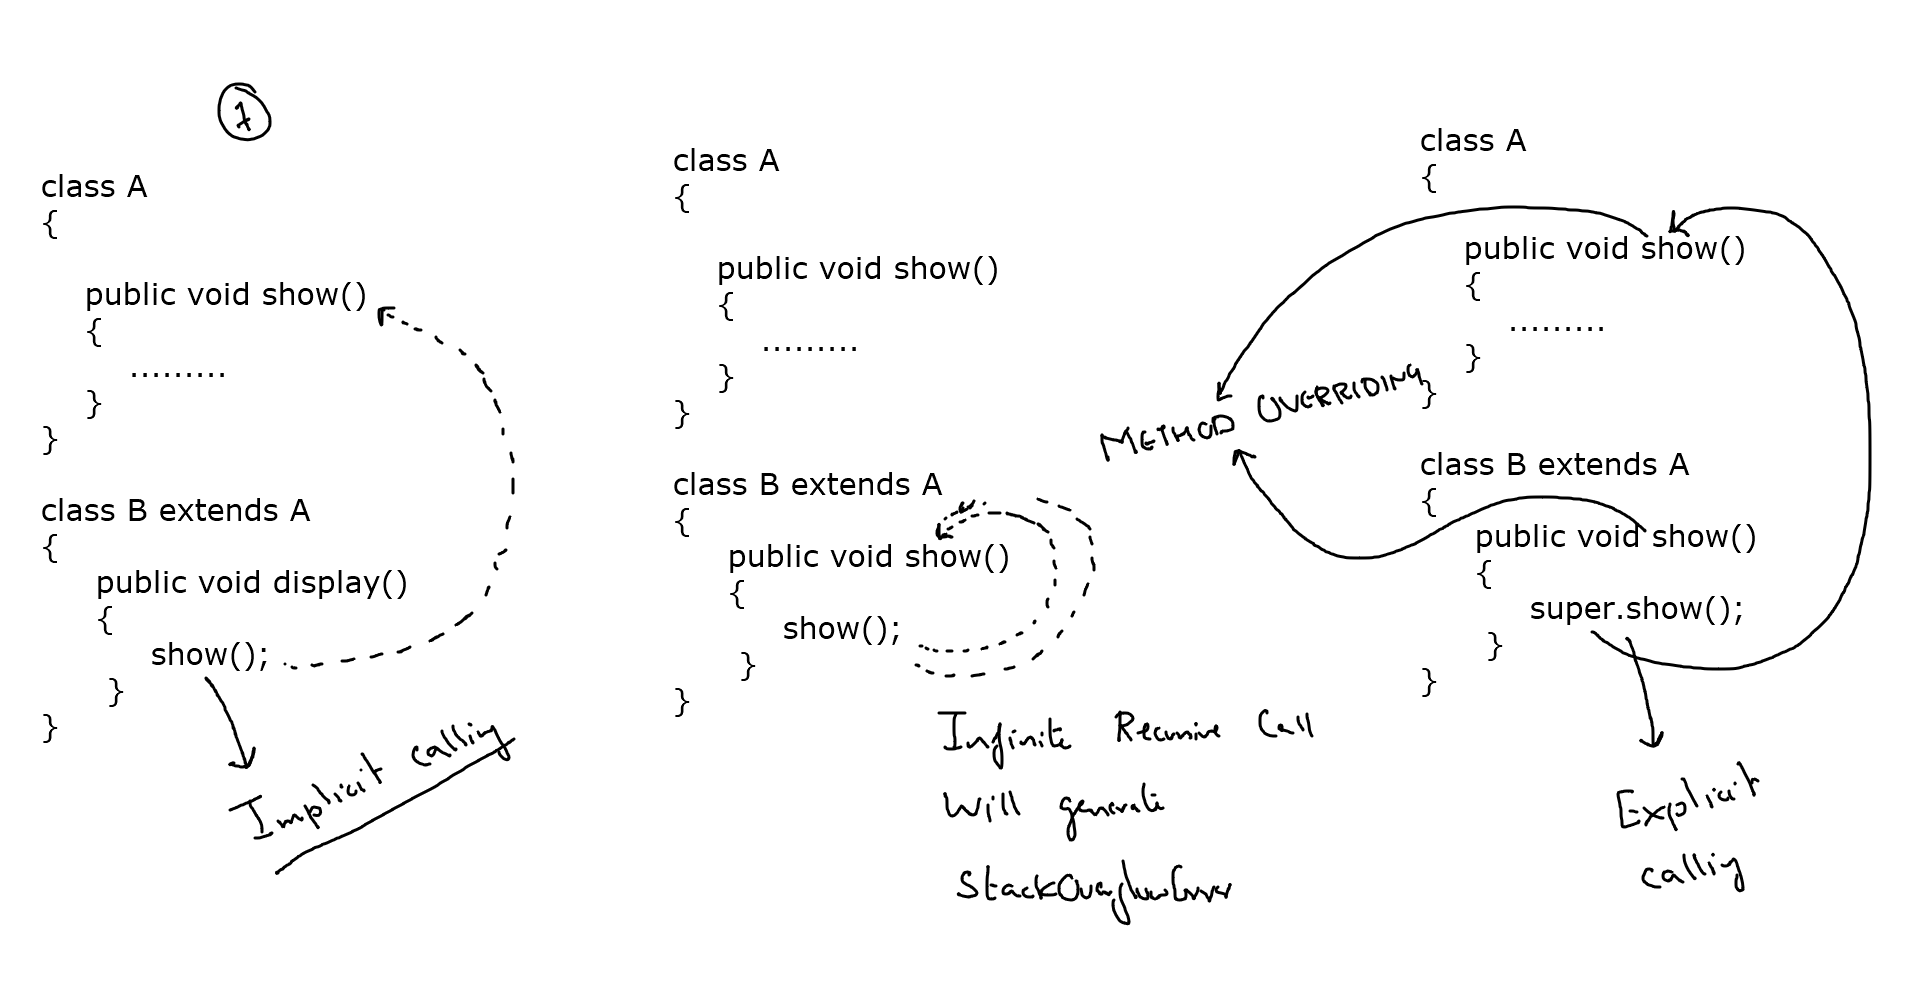 1
class A
{
public void show()
{
.........
}
}
class B extends A
{
public void display()
{
show();
}
}
Implicit calling
class A
{
public void show()
{
.........
}
}
class B extends A
{
public void show()
{
show();
}
}
Infinite Recursive Call
Will generate
StackOverflowError
METHOD OVERRIDING
class A
{
public void show()
{
.........
}
}
class B extends A
{
public void show()
{
super.show();
}
}
Explicit
calling